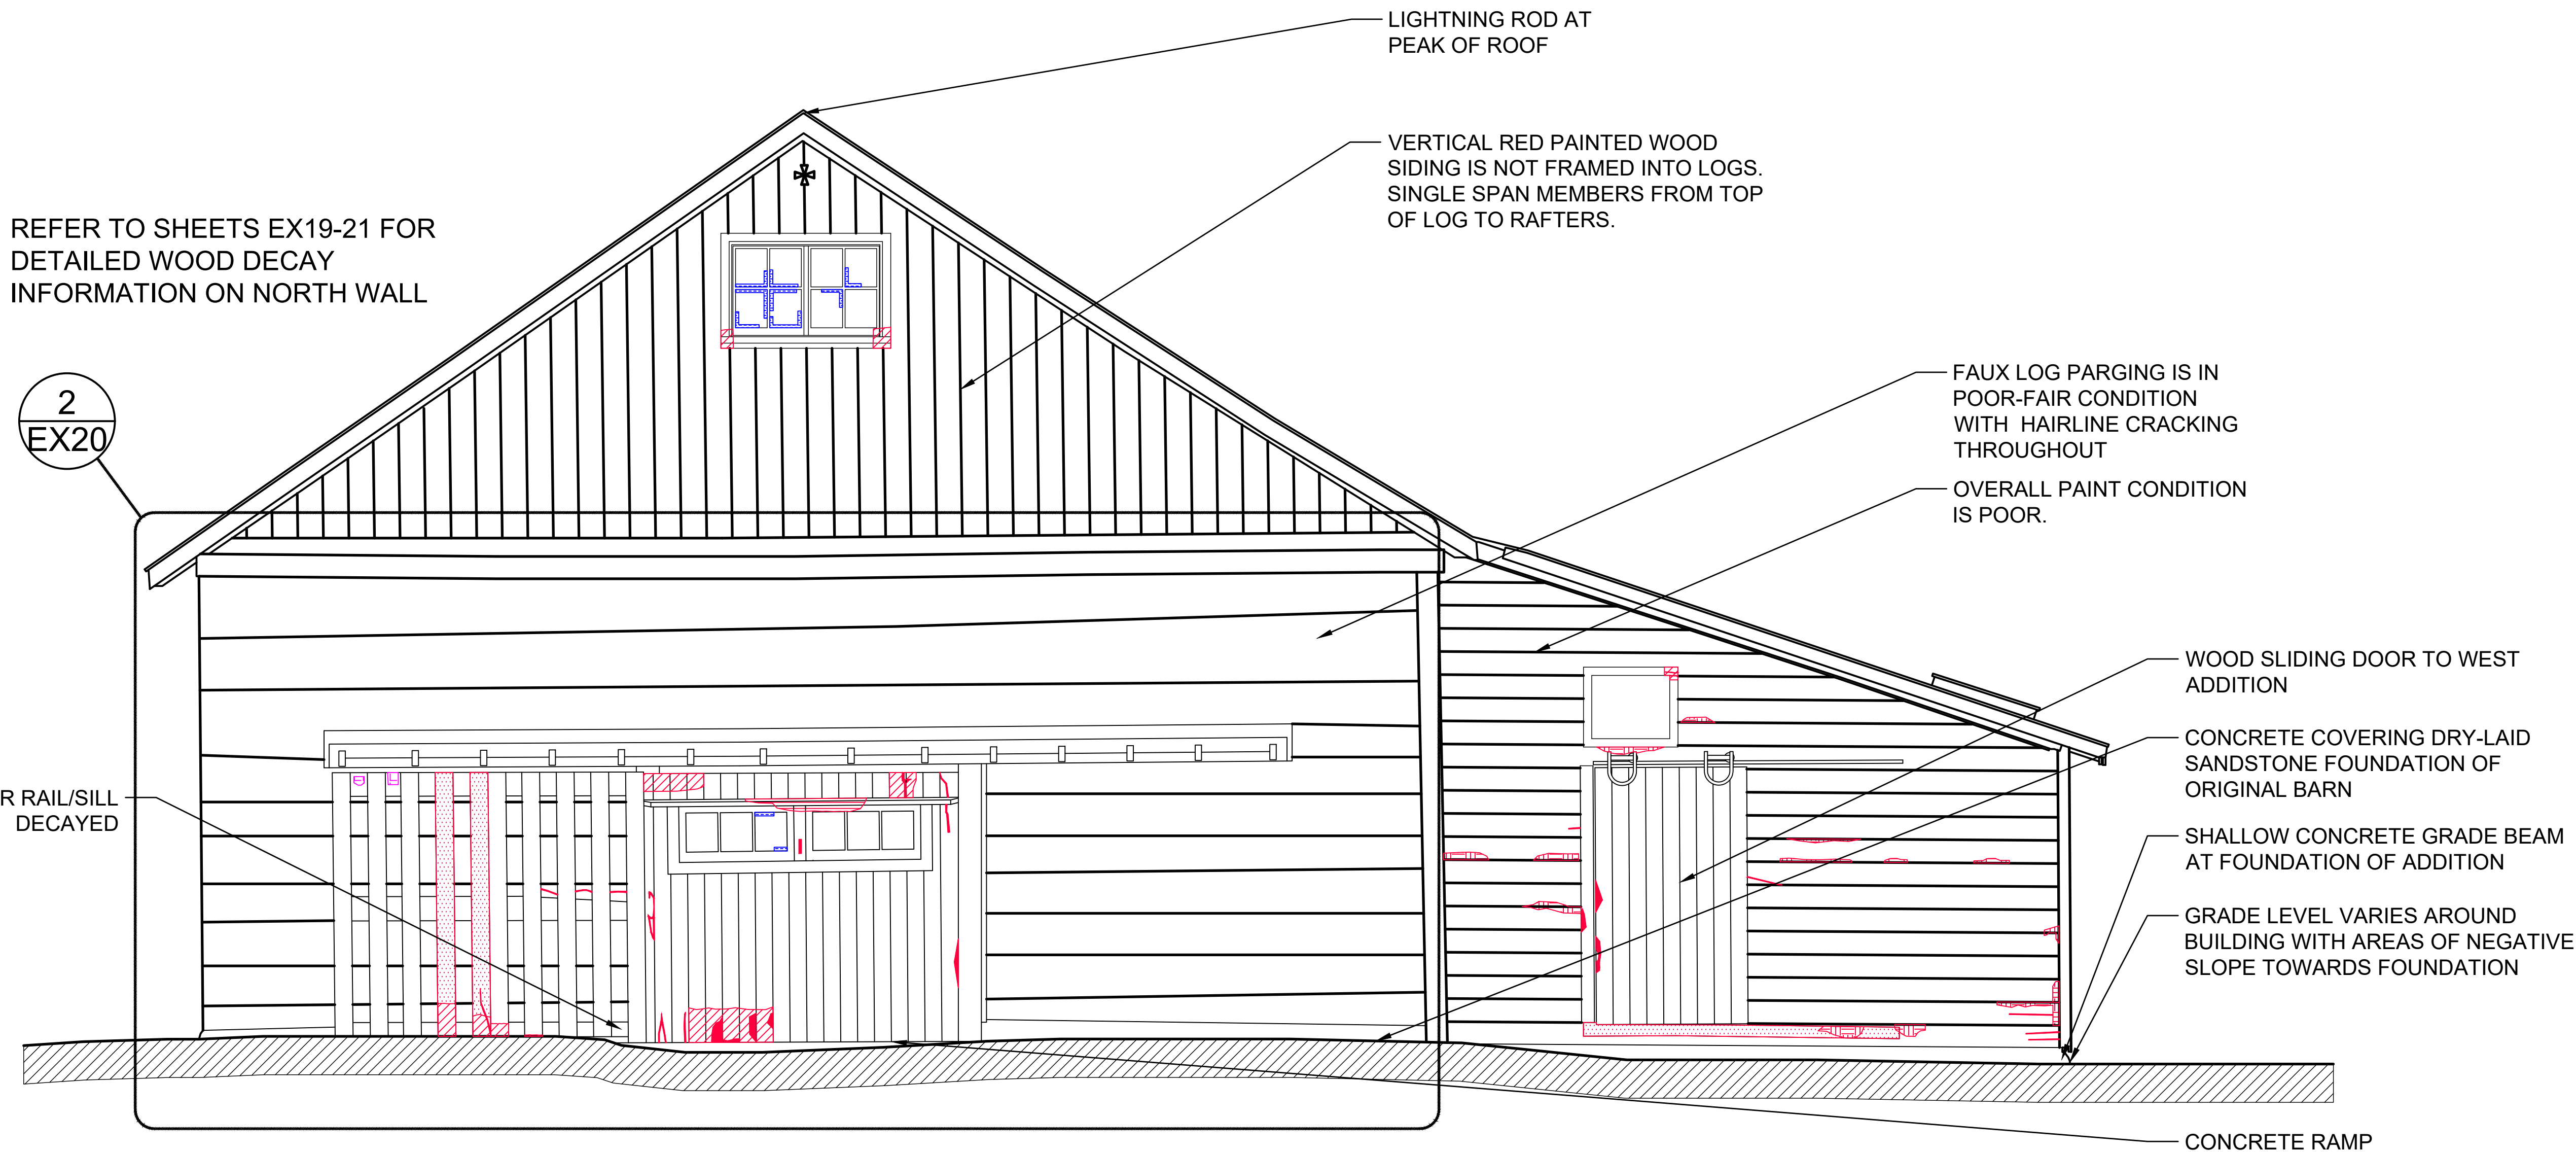 LIGHTNING ROD AT
PEAK OF ROOF
VERTICAL RED PAINTED WOOD
SIDING IS NOT FRAMED INTO LOGS.
SINGLE SPAN MEMBERS FROM TOP
OF LOG TO RAFTERS.
REFER TO SHEETS EX19-21 FOR
DETAILED WOOD DECAY
INFORMATION ON NORTH WALL
2
EX20
FAUX LOG PARGING IS IN
POOR-FAIR CONDITION
WITH HAIRLINE CRACKING
THROUGHOUT
OVERALL PAINT CONDITION
IS POOR.
WOOD SLIDING DOOR TO WEST
ADDITION
CONCRETE COVERING DRY-LAID
SANDSTONE FOUNDATION OF
ORIGINAL BARN
R RAIL/SILL
DECAYED
SHALLOW CONCRETE GRADE BEAM
AT FOUNDATION OF ADDITION
GRADE LEVEL VARIES AROUND
BUILDING WITH AREAS OF NEGATIVE
SLOPE TOWARDS FOUNDATION
CONCRETE RAMP